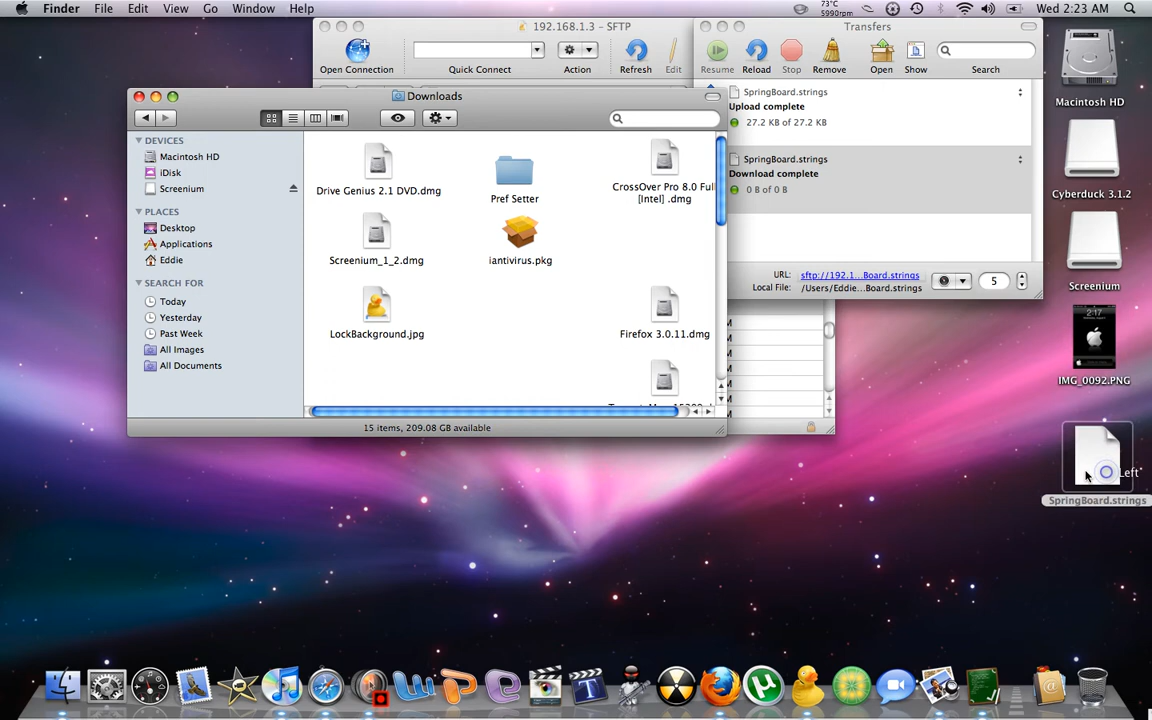 Finder File Edit View Go Window Help
73°C
5990rpm
Wed 2:23 AM
192.168.1.3 – SFTP
Open Connection
Quick Connect
Action
Refresh
Edit
Transfers
Resume
Reload
Stop
Remove
Open
Show
Search
SpringBoard.strings
Upload complete
27.2 KB of 27.2 KB
SpringBoard.strings
Download complete
0 B of 0 B
URL: sftp://192.1...Board.strings
Local File: /Users/Eddie...Board.strings
5
Downloads
DEVICES
Macintosh HD
iDisk
Screenium
PLACES
Desktop
Applications
Eddie
SEARCH FOR
Today
Yesterday
Past Week
All Images
All Documents
Drive Genius 2.1 DVD.dmg
Pref Setter
CrossOver Pro 8.0 Full
[Intel] .dmg
Screenium_1_2.dmg
iantivirus.pkg
LockBackground.jpg
Firefox 3.0.11.dmg
15 items, 209.08 GB available
Macintosh HD
Cyberduck 3.1.2
Screenium
2:17
IMG_0092.PNG
Left
SpringBoard.strings